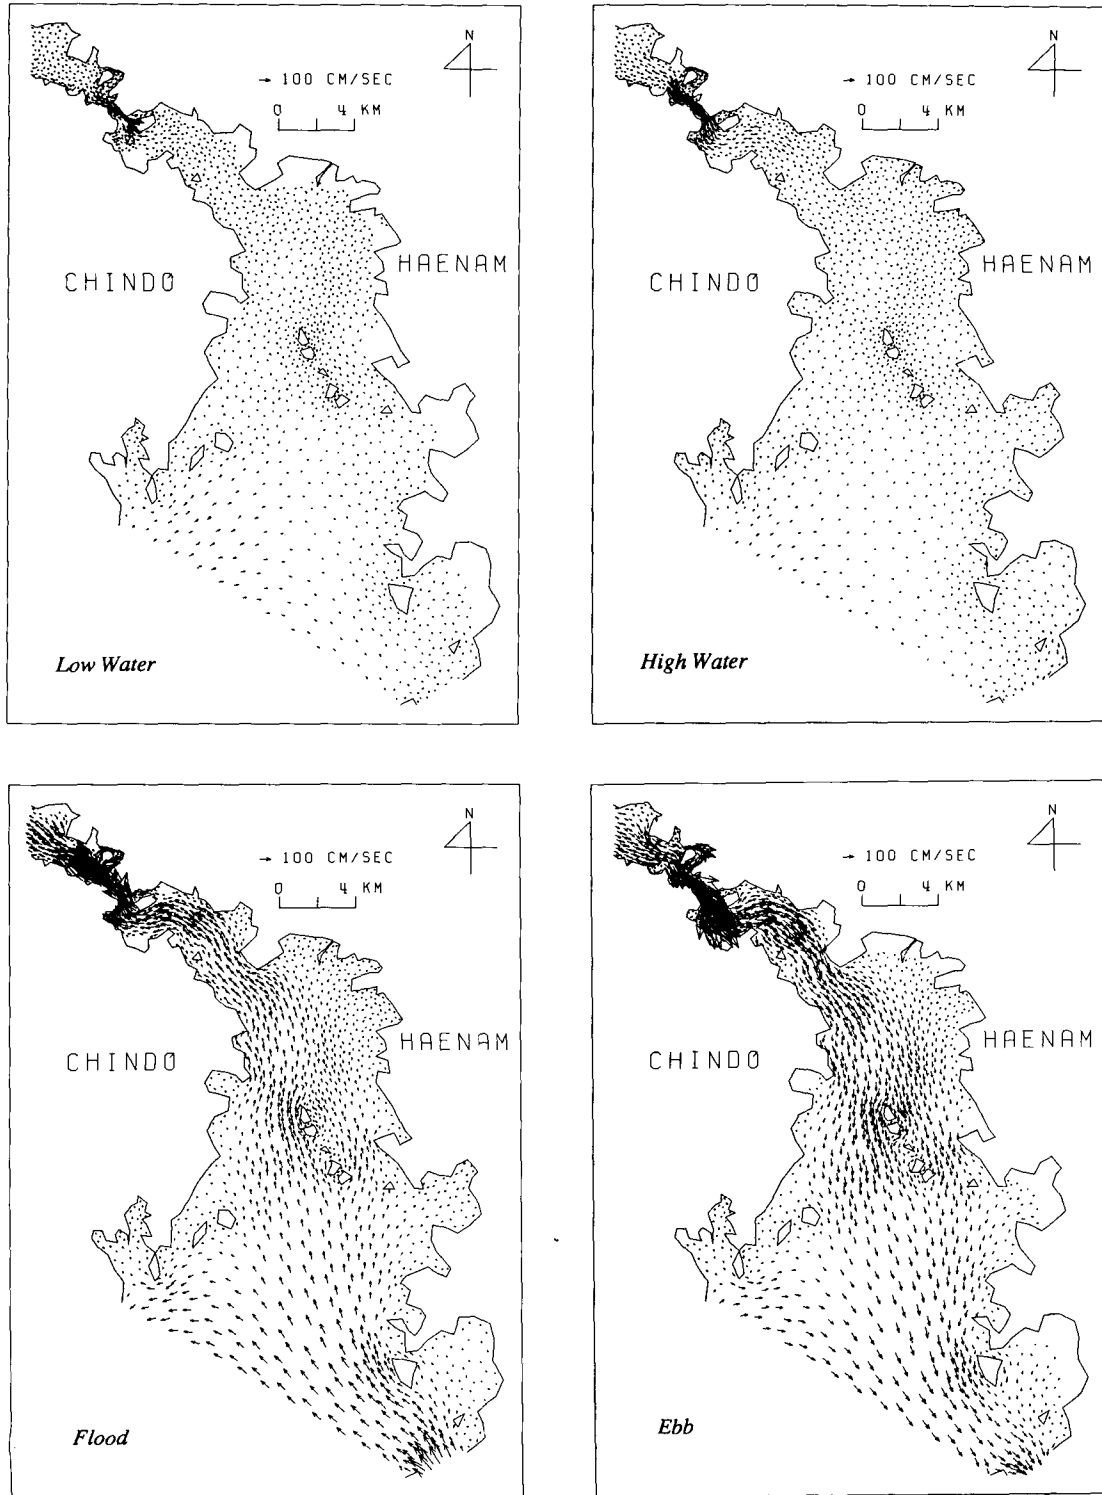 N
100 CM/SEC
0 4 KM
CHINDO
HAENAM
Low Water
N
100 CM/SEC
0 4 KM
CHINDO
HAENAM
High Water
N
100 CM/SEC
0 4 KM
CHINDO
HAENAM
Flood
N
100 CM/SEC
0 4 KM
CHINDO
HAENAM
Ebb